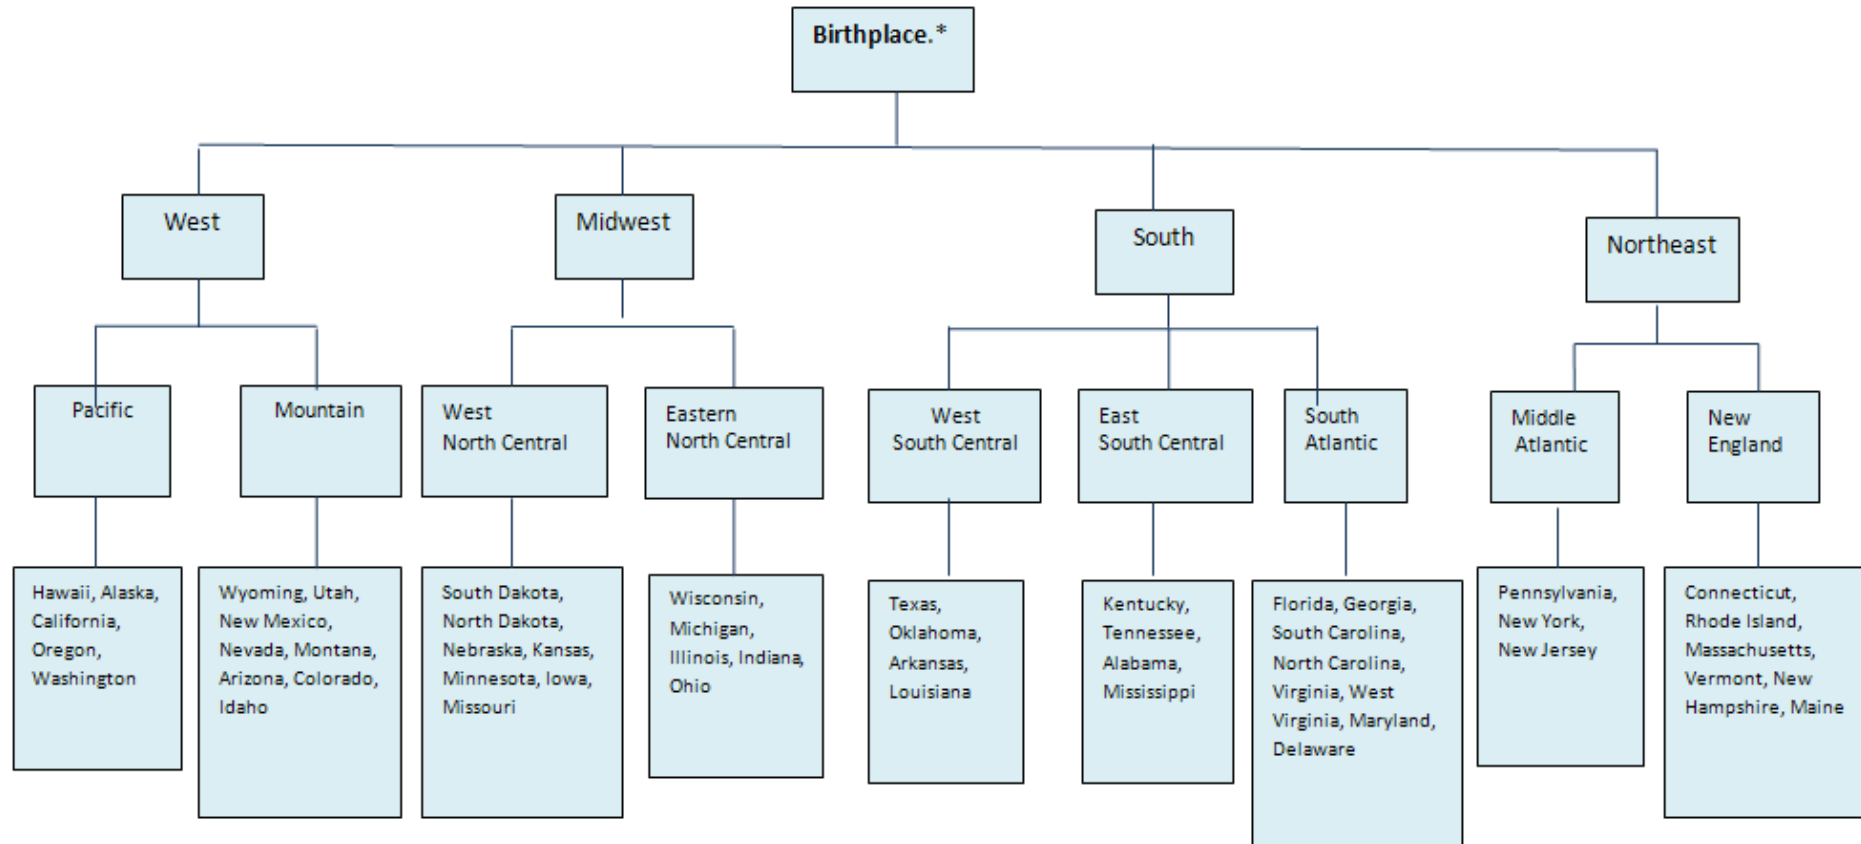 Birthplace.*
West
Midwest
South
Northeast
Pacific
Mountain
West
North Central
Eastern
North Central
West
South Central
East
South Central
South
Atlantic
Middle
Atlantic
New
England
Hawaii, Alaska,
California,
Oregon,
Washington
Wyoming, Utah,
New Mexico,
Nevada, Montana,
Arizona, Colorado,
Idaho
South Dakota,
North Dakota,
Nebraska, Kansas,
Minnesota, Iowa,
Missouri
Wisconsin,
Michigan,
Illinois, Indiana,
Ohio
Texas,
Oklahoma,
Arkansas,
Louisiana
Kentucky,
Tennessee,
Alabama,
Mississippi
Florida, Georgia,
South Carolina,
North Carolina,
Virginia, West
Virginia, Maryland,
Delaware
Pennsylvania,
New York,
New Jersey
Connecticut,
Rhode Island,
Massachusetts,
Vermont, New
Hampshire, Maine